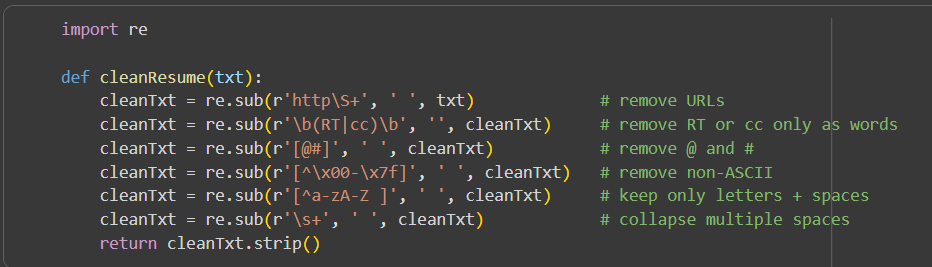 import re
def cleanResume(txt):
cleanTxt = re.sub(r'http\S+', ' ', txt) # remove URLs
cleanTxt = re.sub(r'\b(RT|cc)\b', '', cleanTxt) # remove RT or cc only as words
cleanTxt = re.sub(r'[@#]', ' ', cleanTxt) # remove @ and #
cleanTxt = re.sub(r'[^\x00-\x7f]', ' ', cleanTxt) # remove non-ASCII
cleanTxt = re.sub(r'[^a-zA-Z ]', ' ', cleanTxt) # keep only letters + spaces
cleanTxt = re.sub(r'\s+', ' ', cleanTxt) # collapse multiple spaces
return cleanTxt.strip()